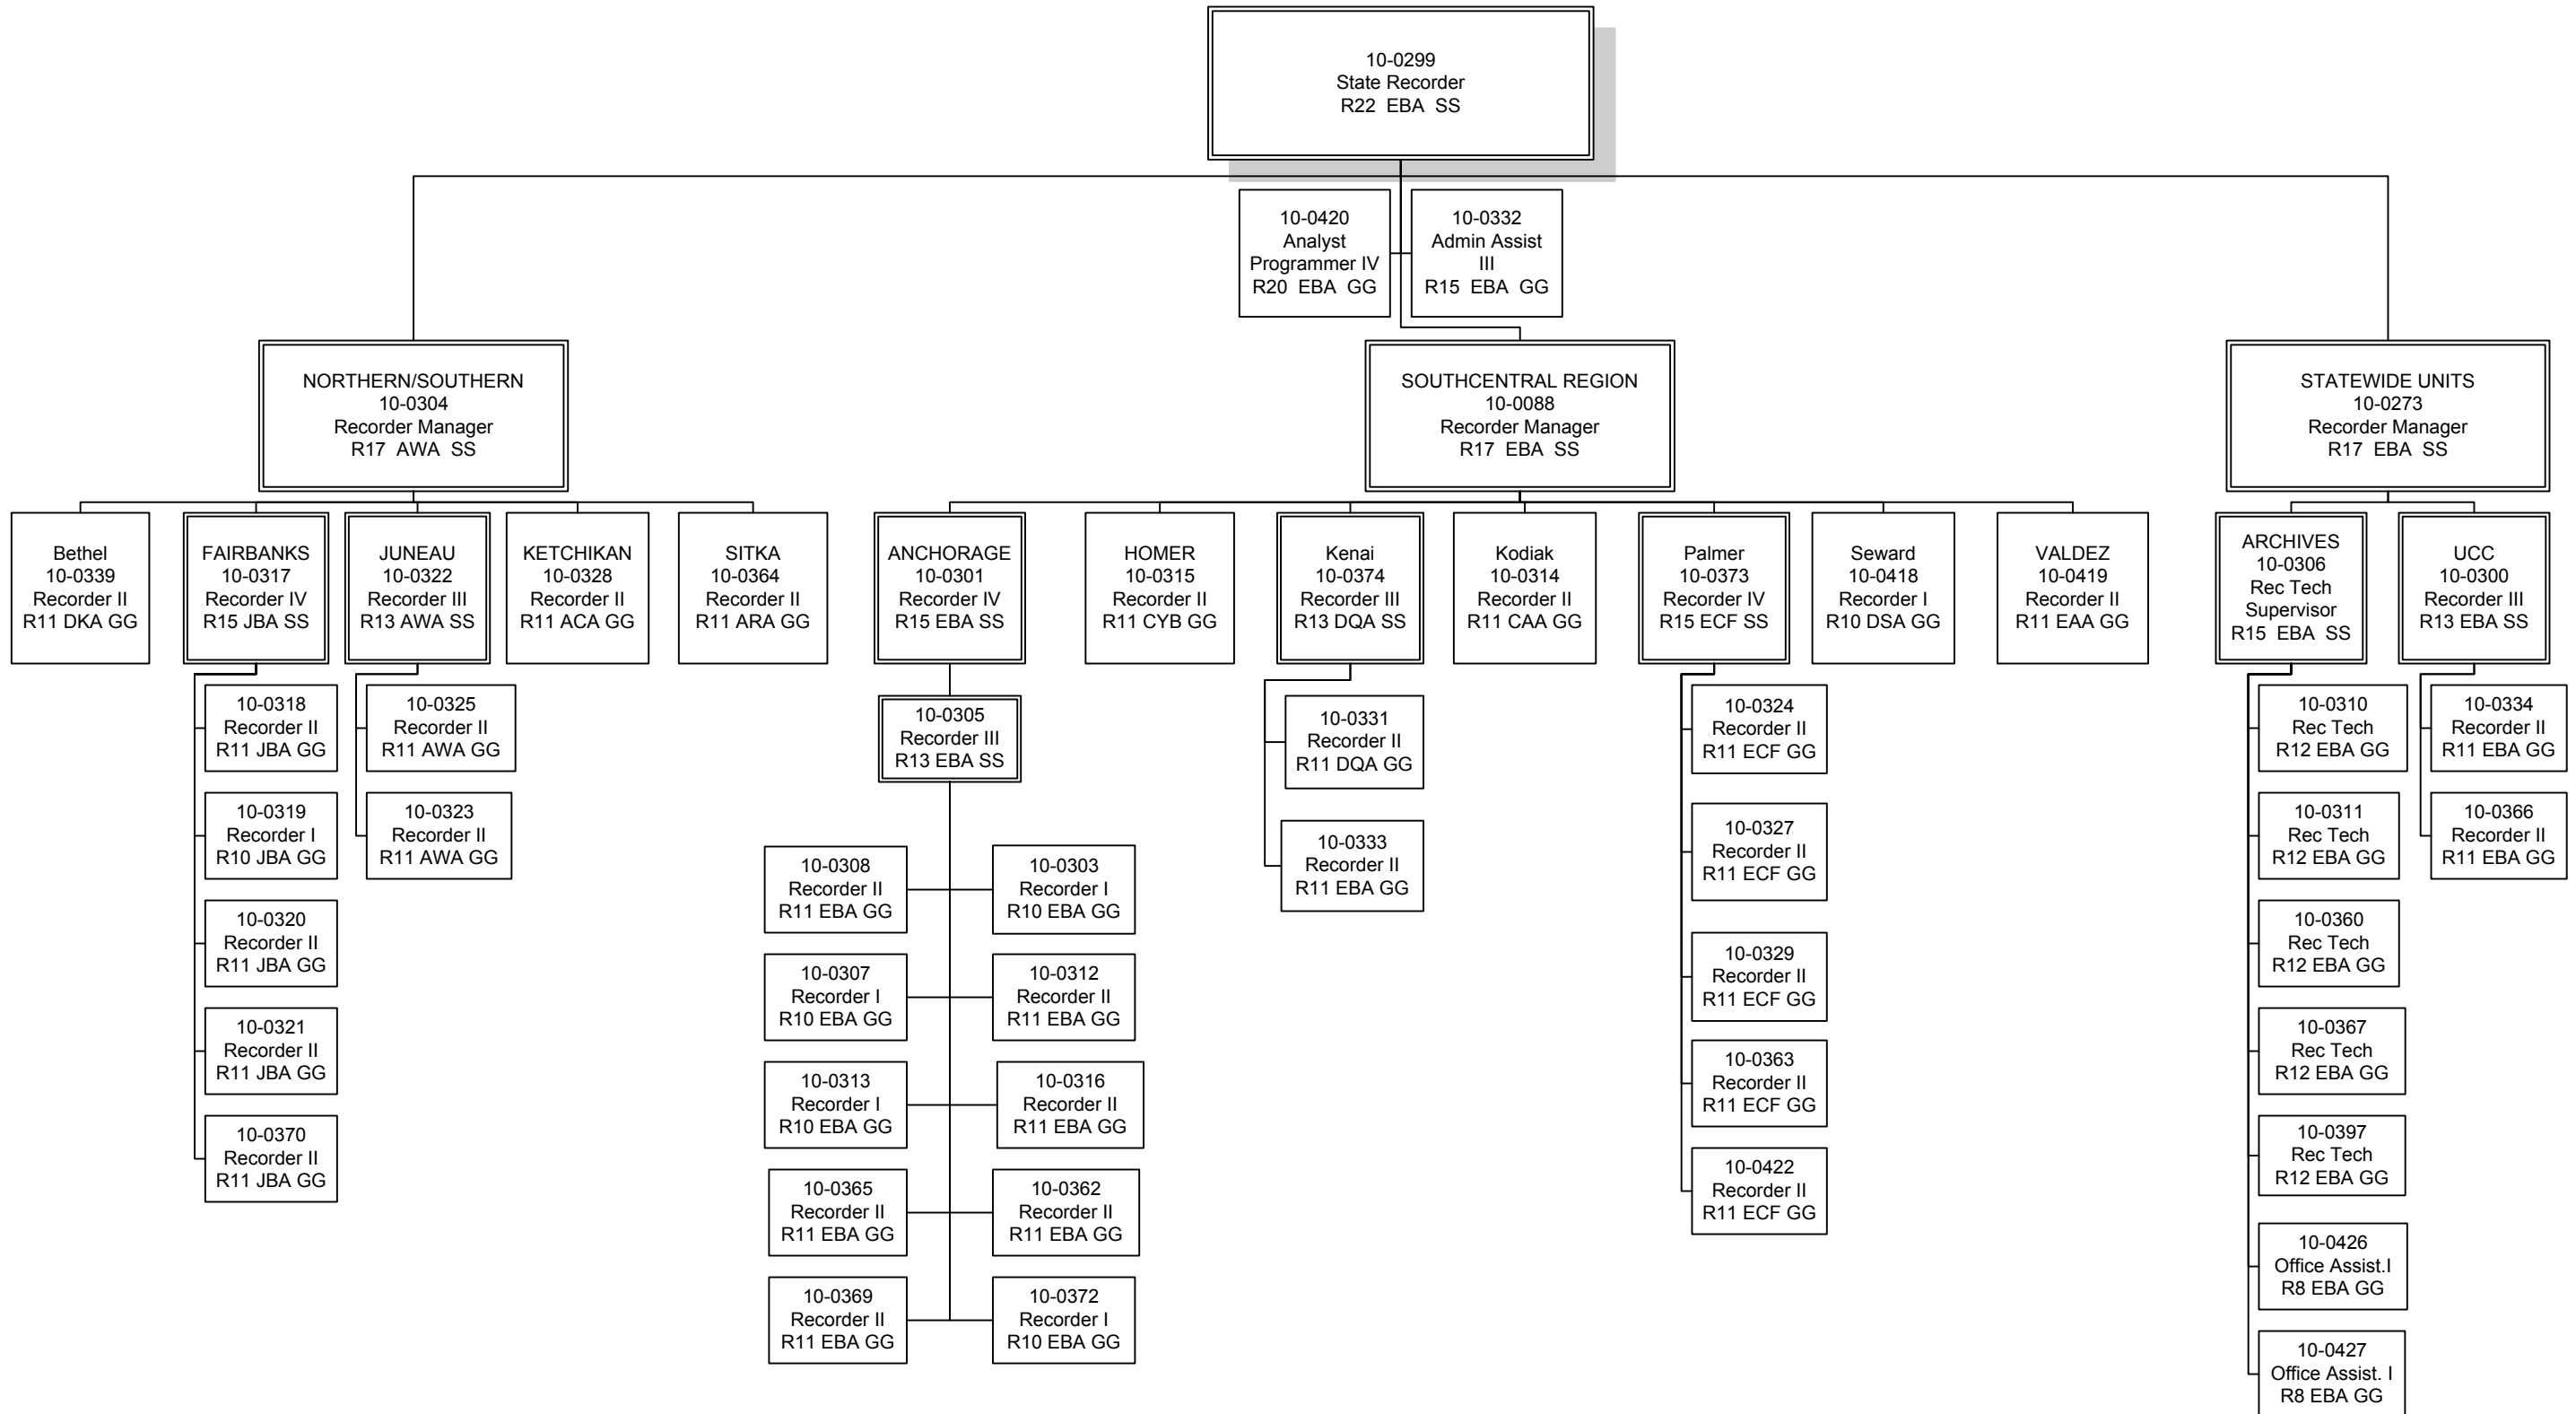 10-0299
State Recorder
R22 EBA SS
10-0420
Analyst
Programmer IV
R20 EBA GG
10-0332
Admin Assist
III
R15 EBA GG
NORTHERN/SOUTHERN
10-0304
Recorder Manager
R17 AWA SS
SOUTHCENTRAL REGION
10-0088
Recorder Manager
R17 EBA SS
STATEWIDE UNITS
10-0273
Recorder Manager
R17 EBA SS
Bethel
10-0339
Recorder II
R11 DKA GG
FAIRBANKS
10-0317
Recorder IV
R15 JBA SS
JUNEAU
10-0322
Recorder III
R13 AWA SS
KETCHIKAN
10-0328
Recorder II
R11 ACA GG
SITKA
10-0364
Recorder II
R11 ARA GG
ANCHORAGE
10-0301
Recorder IV
R15 EBA SS
HOMER
10-0315
Recorder II
R11 CYB GG
Kenai
10-0374
Recorder III
R13 DQA SS
Kodiak
10-0314
Recorder II
R11 CAA GG
Palmer
10-0373
Recorder IV
R15 ECF SS
Seward
10-0418
Recorder I
R10 DSA GG
VALDEZ
10-0419
Recorder II
R11 EAA GG
ARCHIVES
10-0306
Rec Tech
Supervisor
R15 EBA SS
UCC
10-0300
Recorder III
R13 EBA SS
10-0318
Recorder II
R11 JBA GG
10-0319
Recorder I
R10 JBA GG
10-0320
Recorder II
R11 JBA GG
10-0321
Recorder II
R11 JBA GG
10-0370
Recorder II
R11 JBA GG
10-0325
Recorder II
R11 AWA GG
10-0323
Recorder II
R11 AWA GG
10-0305
Recorder III
R13 EBA SS
10-0308
Recorder II
R11 EBA GG
10-0303
Recorder I
R10 EBA GG
10-0307
Recorder I
R10 EBA GG
10-0312
Recorder II
R11 EBA GG
10-0313
Recorder I
R10 EBA GG
10-0316
Recorder II
R11 EBA GG
10-0365
Recorder II
R11 EBA GG
10-0362
Recorder II
R11 EBA GG
10-0369
Recorder II
R11 EBA GG
10-0372
Recorder I
R10 EBA GG
10-0331
Recorder II
R11 DQA GG
10-0333
Recorder II
R11 EBA GG
10-0324
Recorder II
R11 ECF GG
10-0327
Recorder II
R11 ECF GG
10-0329
Recorder II
R11 ECF GG
10-0363
Recorder II
R11 ECF GG
10-0422
Recorder II
R11 ECF GG
10-0310
Rec Tech
R12 EBA GG
10-0311
Rec Tech
R12 EBA GG
10-0360
Rec Tech
R12 EBA GG
10-0367
Rec Tech
R12 EBA GG
10-0397
Rec Tech
R12 EBA GG
10-0426
Office Assist.I
R8 EBA GG
10-0427
Office Assist. I
R8 EBA GG
10-0334
Recorder II
R11 EBA GG
10-0366
Recorder II
R11 EBA GG